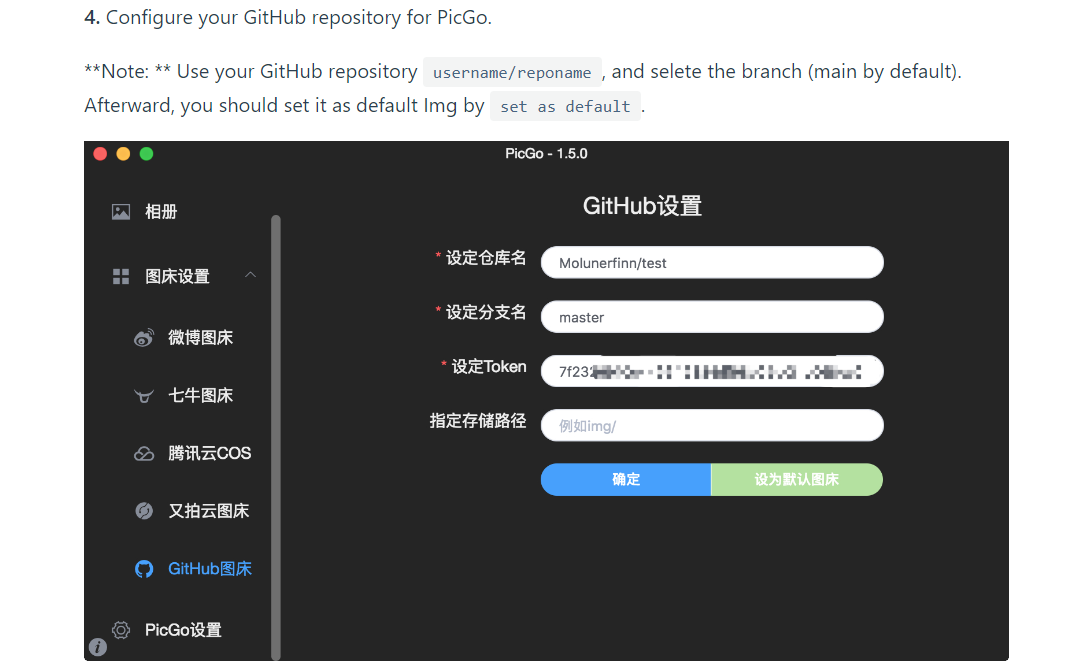 4. Configure your GitHub repository for PicGo.
**Note: ** Use your GitHub repository username/reponame , and selete the branch (main by default).
Afterward, you should set it as default Img by set as default .
PicGo - 1.5.0
相册
图床设置
微博图床
七牛图床
腾讯云COS
又拍云图床
GitHub图床
PicGo设置
GitHub设置
* 设定仓库名 Molunerfinn/test
* 设定分支名 master
* 设定Token 7f232
指定存储路径 例如img/
确定 设为默认图床